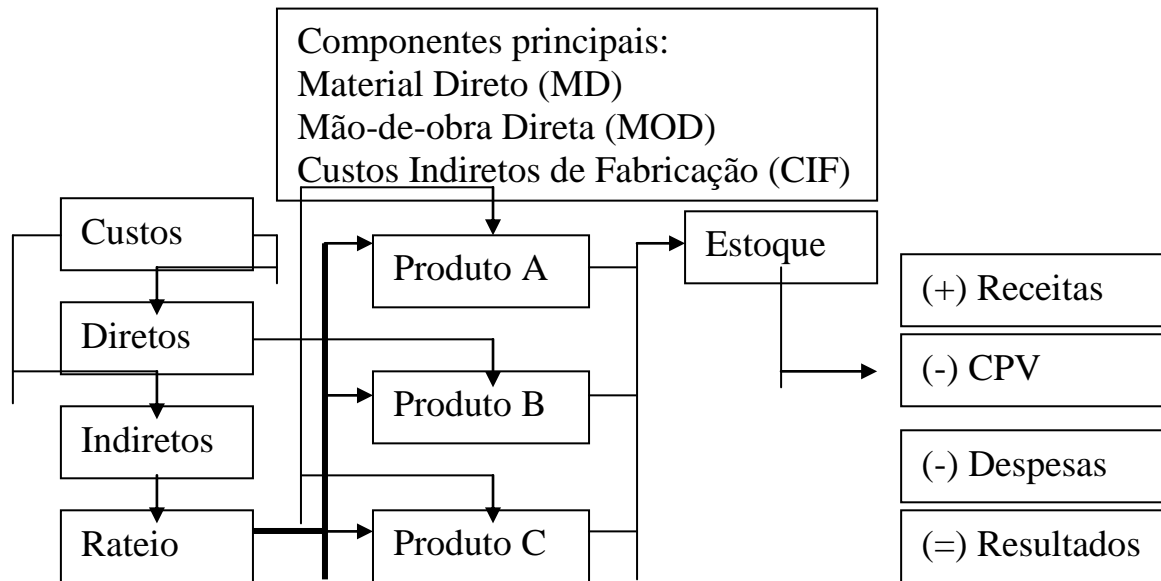 Componentes principais:
Material Direto (MD)
Mão-de-obra Direta (MOD)
Custos Indiretos de Fabricação (CIF)
Custos
Diretos
Indiretos
Rateio
Produto A
Produto B
Produto C
Estoque
(+) Receitas
(-) CPV
(-) Despesas
(=) Resultados